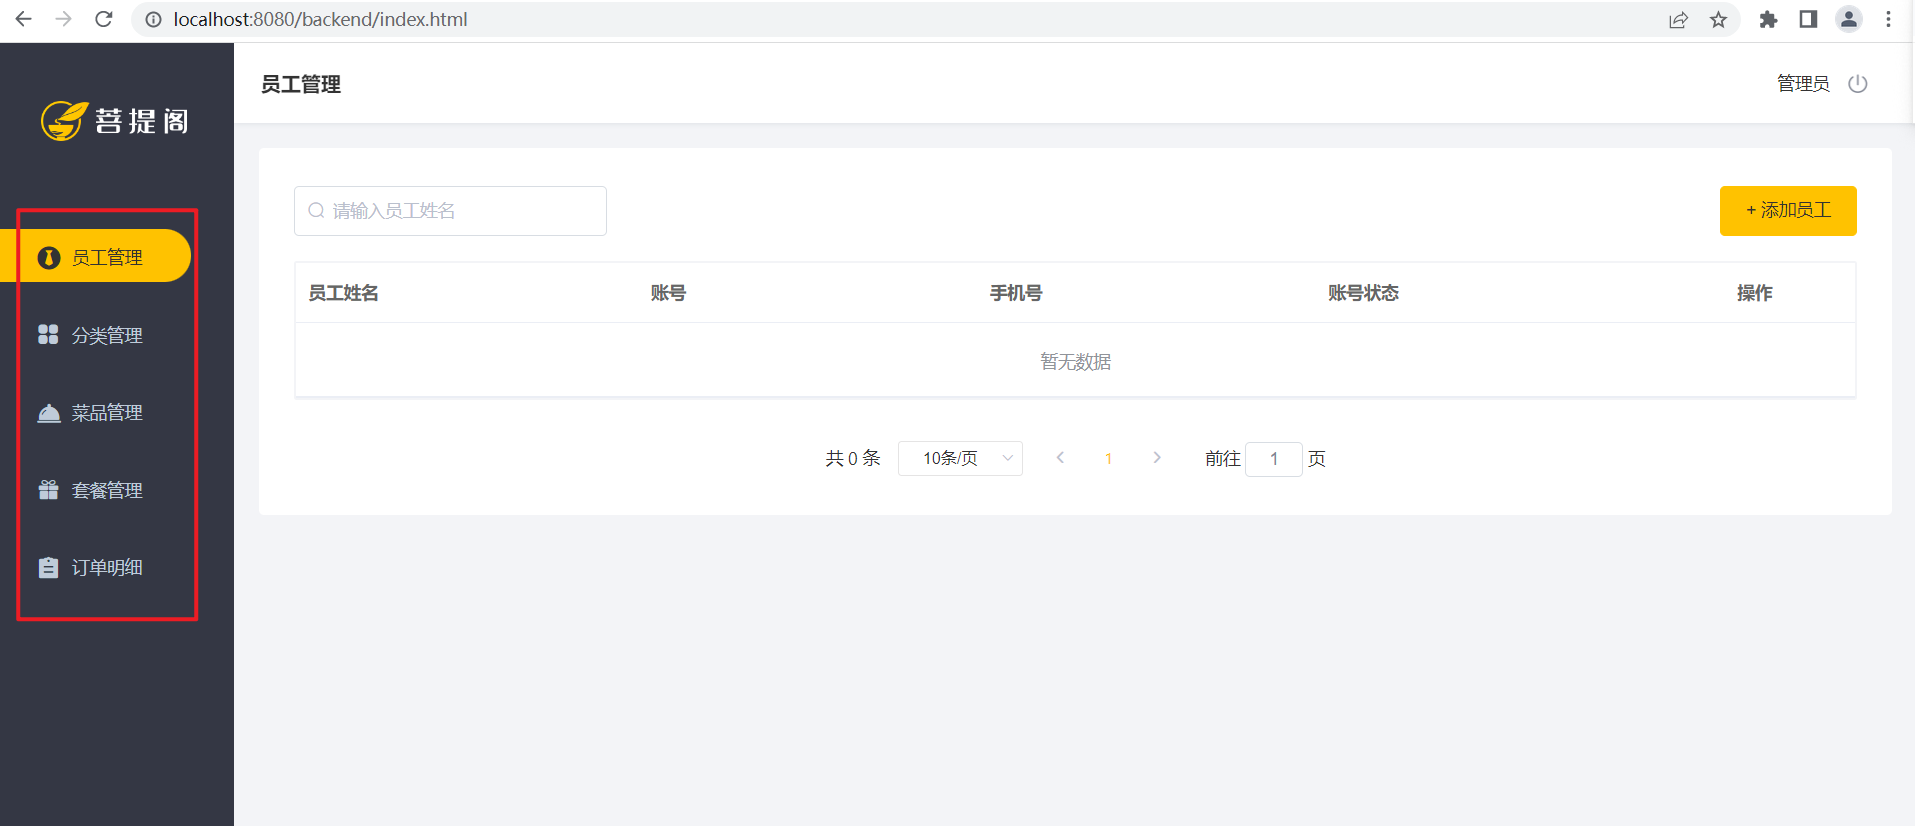 localhost:8080/backend/index.html
菩提阁
员工管理
管理员
请输入员工姓名
+ 添加员工
员工管理
分类管理
菜品管理
套餐管理
订单明细
员工姓名 账号 手机号 账号状态 操作
暂无数据
共 0 条 10条/页 1 前往 1 页